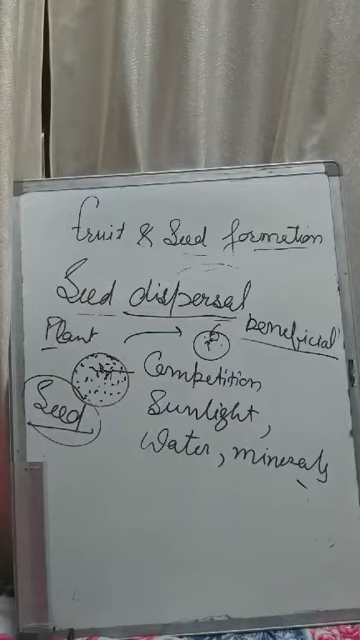 Fruit & Seed formation
Seed dispersal
Plant
beneficial
Seed
Competition
Sunlight,
Water, minerals